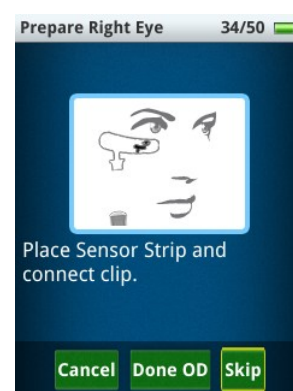 Prepare Right Eye 34/50
Place Sensor Strip and
connect clip.
Cancel Done OD Skip